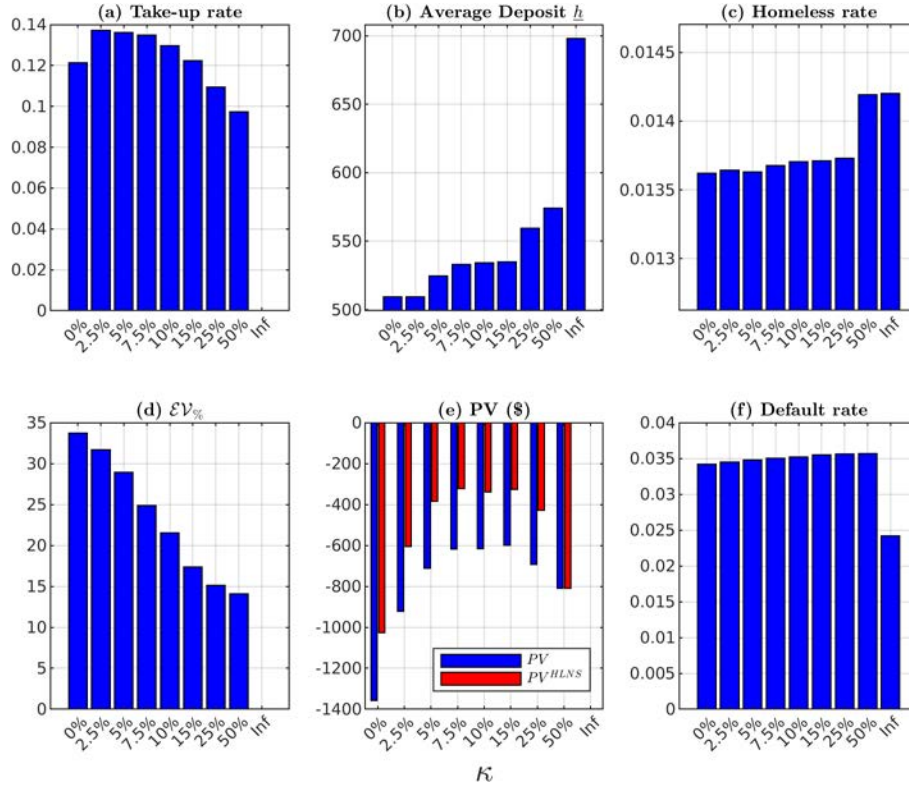 (a) Take-up rate
0.14
0.12
0.1
0.08
0.06
0.04
0.02
0
0% 2.5% 5% 7.5% 10% 15% 25% 50% Inf
(b) Average Deposit h
700
650
600
550
500
0% 2.5% 5% 7.5% 10% 15% 25% 50% Inf
(c) Homeless rate
0.0145
0.014
0.0135
0.013
0% 2.5% 5% 7.5% 10% 15% 25% 50% Inf
(d) 𝓔𝓥%
35
30
25
20
15
10
5
0
0% 2.5% 5% 7.5% 10% 15% 25% 50% Inf
(e) PV ($)
0
-200
-400
-600
-800
-1000
-1200
-1400
PV
PV^HLNS
0% 2.5% 5% 7.5% 10% 15% 25% 50% Inf
(f) Default rate
0.04
0.035
0.03
0.025
0.02
0.015
0.01
0.005
0
0% 2.5% 5% 7.5% 10% 15% 25% 50% Inf
κ